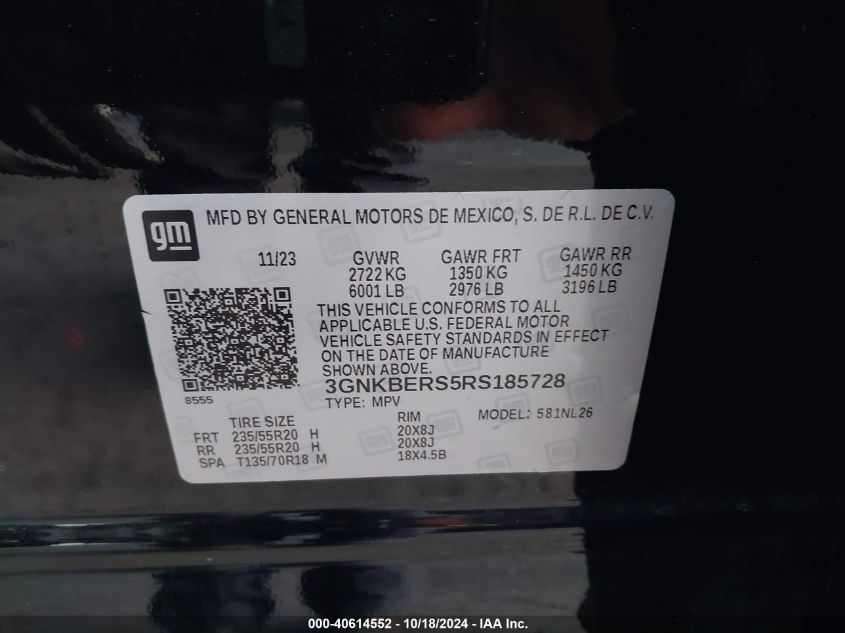 gm
MFD BY GENERAL MOTORS DE MEXICO, S. DE R.L. DE C.V.
11/23 GVWR GAWR FRT GAWR RR
2722 KG 1350 KG 1450 KG
6001 LB 2976 LB 3196 LB
THIS VEHICLE CONFORMS TO ALL
APPLICABLE U.S. FEDERAL MOTOR
VEHICLE SAFETY STANDARDS IN EFFECT
ON THE DATE OF MANUFACTURE
SHOWN ABOVE.
3GNKBERS5RS185728
8555
TYPE: MPV MODEL: 581NL26
TIRE SIZE RIM
FRT 235/55R20 H 20X8J
RR 235/55R20 H 20X8J
SPA T135/70R18 M 18X4.5B
000-40614552 - 10/18/2024 - IAA Inc.